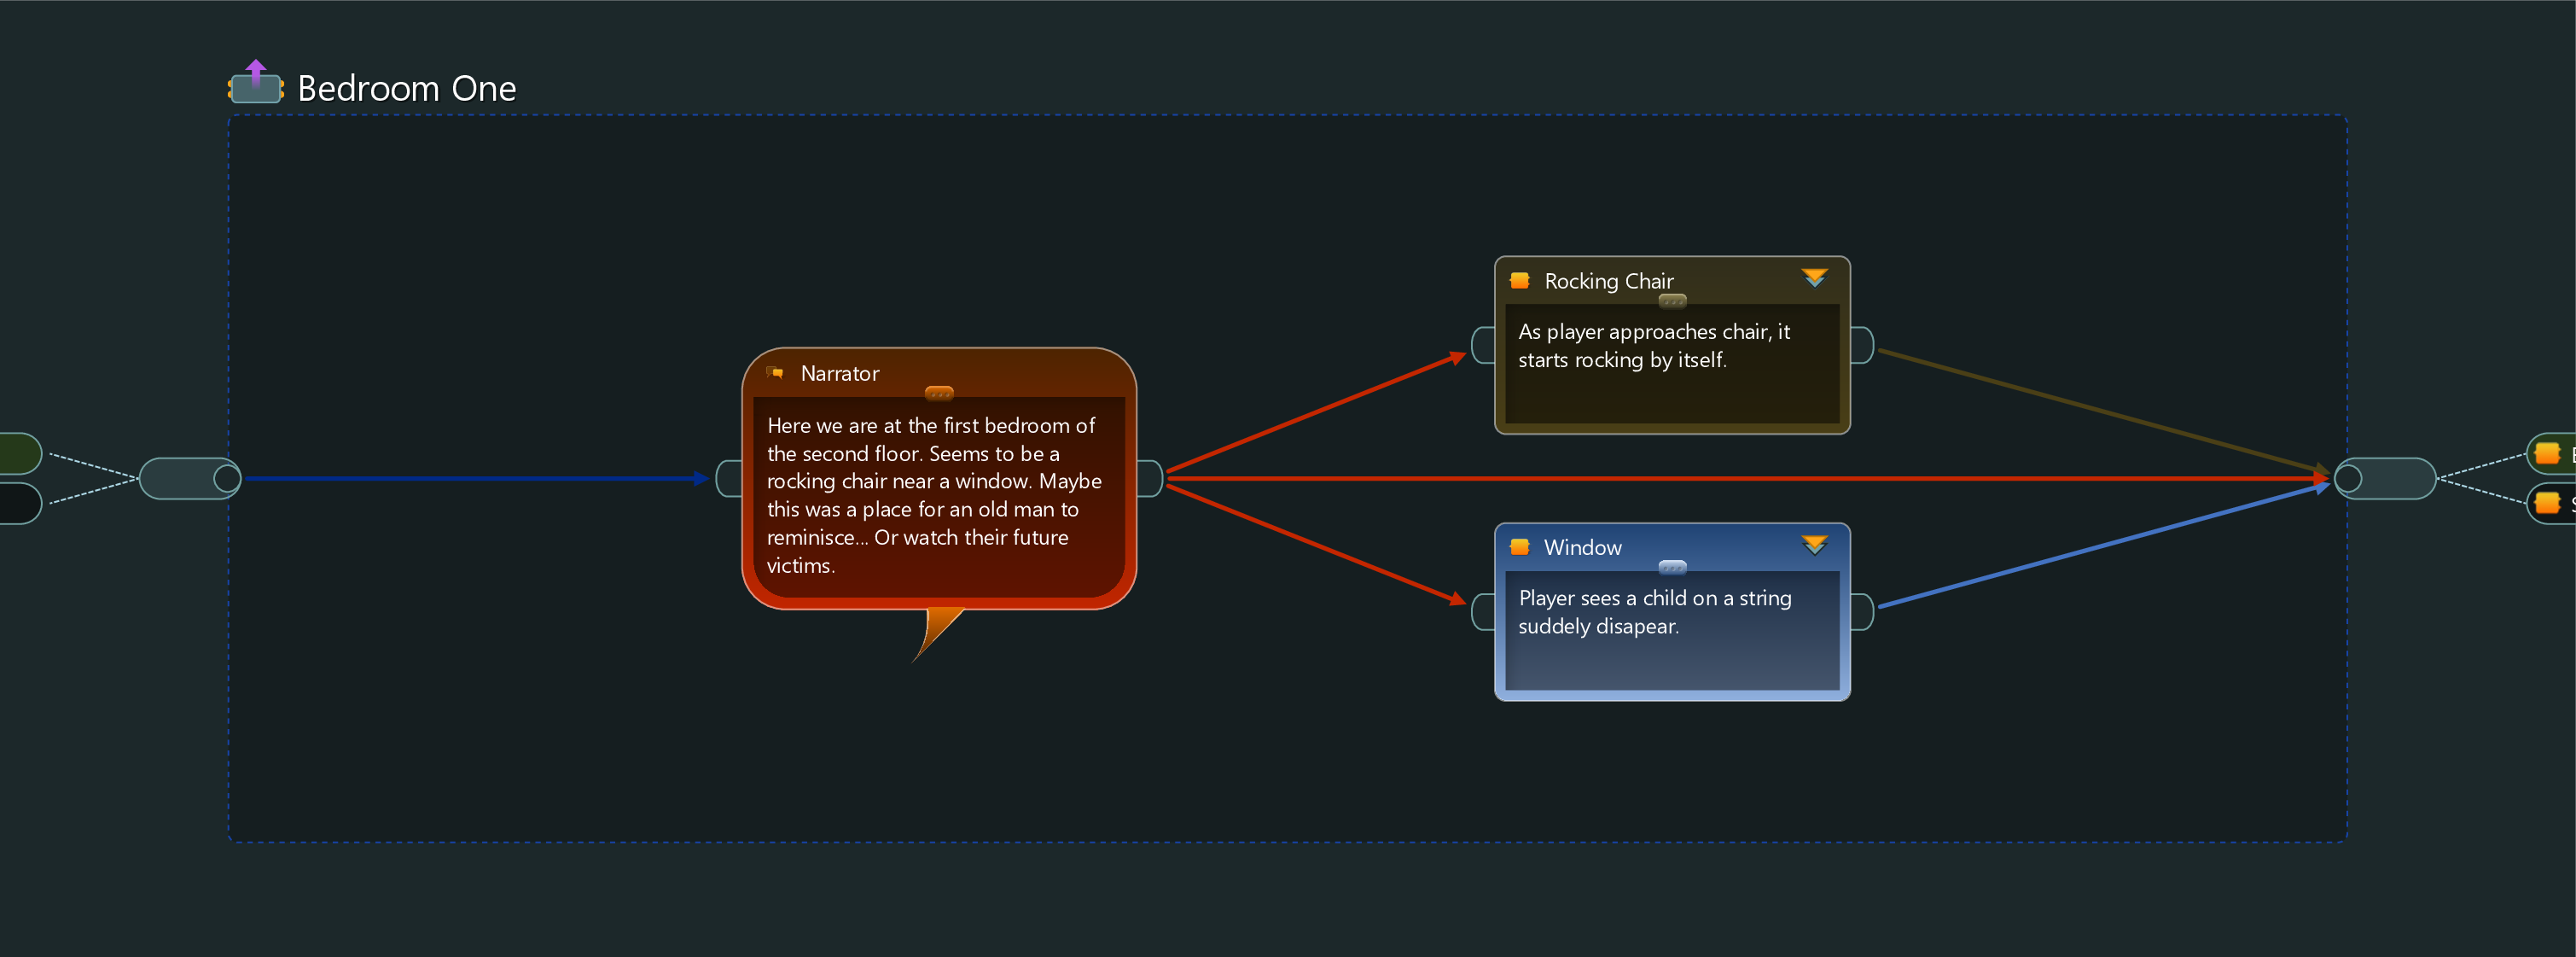 Bedroom One
Narrator
Here we are at the first bedroom of
the second floor. Seems to be a
rocking chair near a window. Maybe
this was a place for an old man to
reminisce... Or watch their future
victims.
Rocking Chair
As player approaches chair, it
starts rocking by itself.
Window
Player sees a child on a string
suddely disapear.